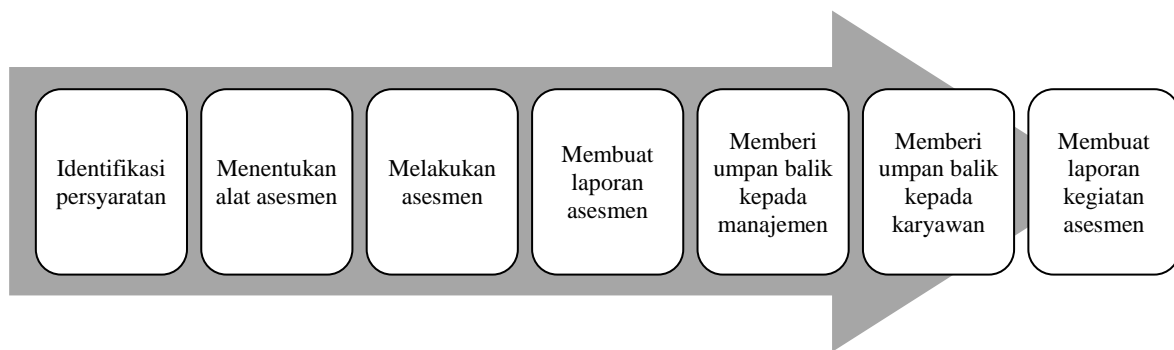 Identifikasi
persyaratan
Menentukan
alat asesmen
Melakukan
asesmen
Membuat
laporan
asesmen
Memberi
umpan balik
kepada
manajemen
Memberi
umpan balik
kepada
karyawan
Membuat
laporan
kegiatan
asesmen